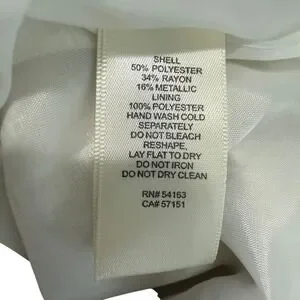 SHELL
50% POLYESTER
34% RAYON
16% METALLIC
LINING
100% POLYESTER
HAND WASH COLD
SEPARATELY
DO NOT BLEACH
RESHAPE,
LAY FLAT TO DRY
DO NOT IRON
DO NOT DRY CLEAN
RN# 54163
CA# 57151